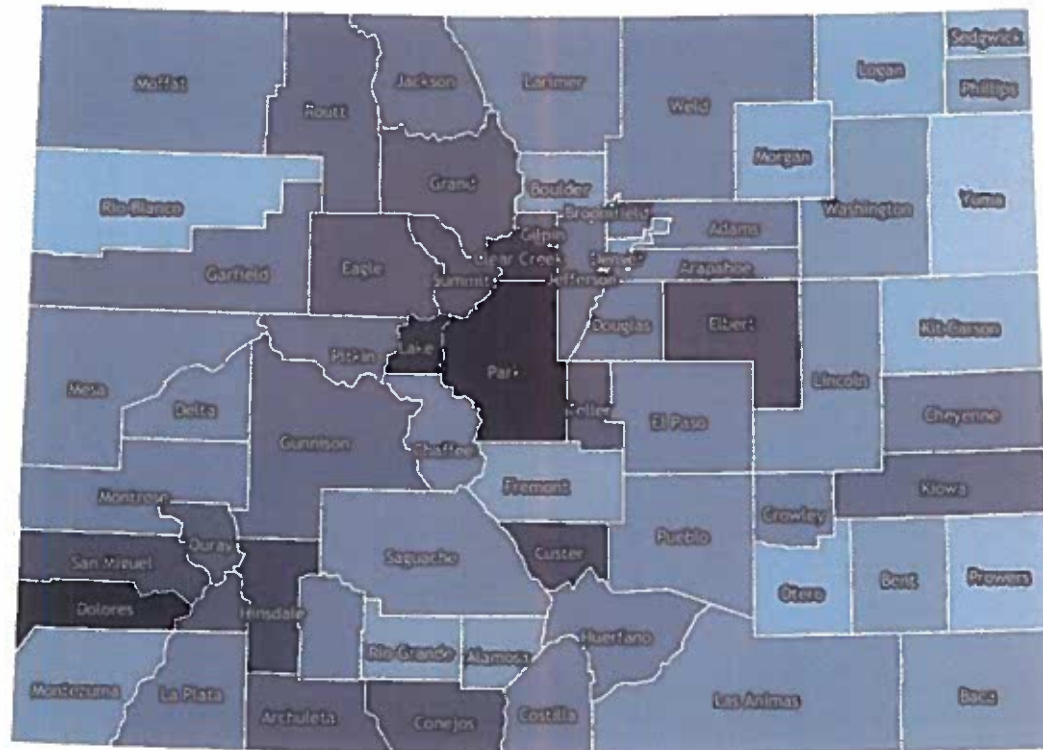 Sedgwick
Moffat
Jackson
Larimer
Logan
Phillips
Routt
Weld
Morgan
Grand
Boulder
Yuma
Rio Blanco
Broomfield
Washington
Gilpin
Adams
Garfield
Eagle
Clear Creek
Denver
Arapahoe
Summit
Jefferson
Douglas
Elbert
Kit Carson
Pitkin
Lake
Park
Lincoln
Mesa
Delta
Teller
El Paso
Cheyenne
Gunnison
Chaffee
Fremont
Kiowa
Montrose
Crowley
Ouray
Pueblo
San Miguel
Saguache
Custer
Bent
Prowers
Otero
Dolores
Hinsdale
Huerfano
Rio Grande
Alamosa
Montezuma
La Plata
Las Animas
Baca
Archuleta
Conejos
Costilla